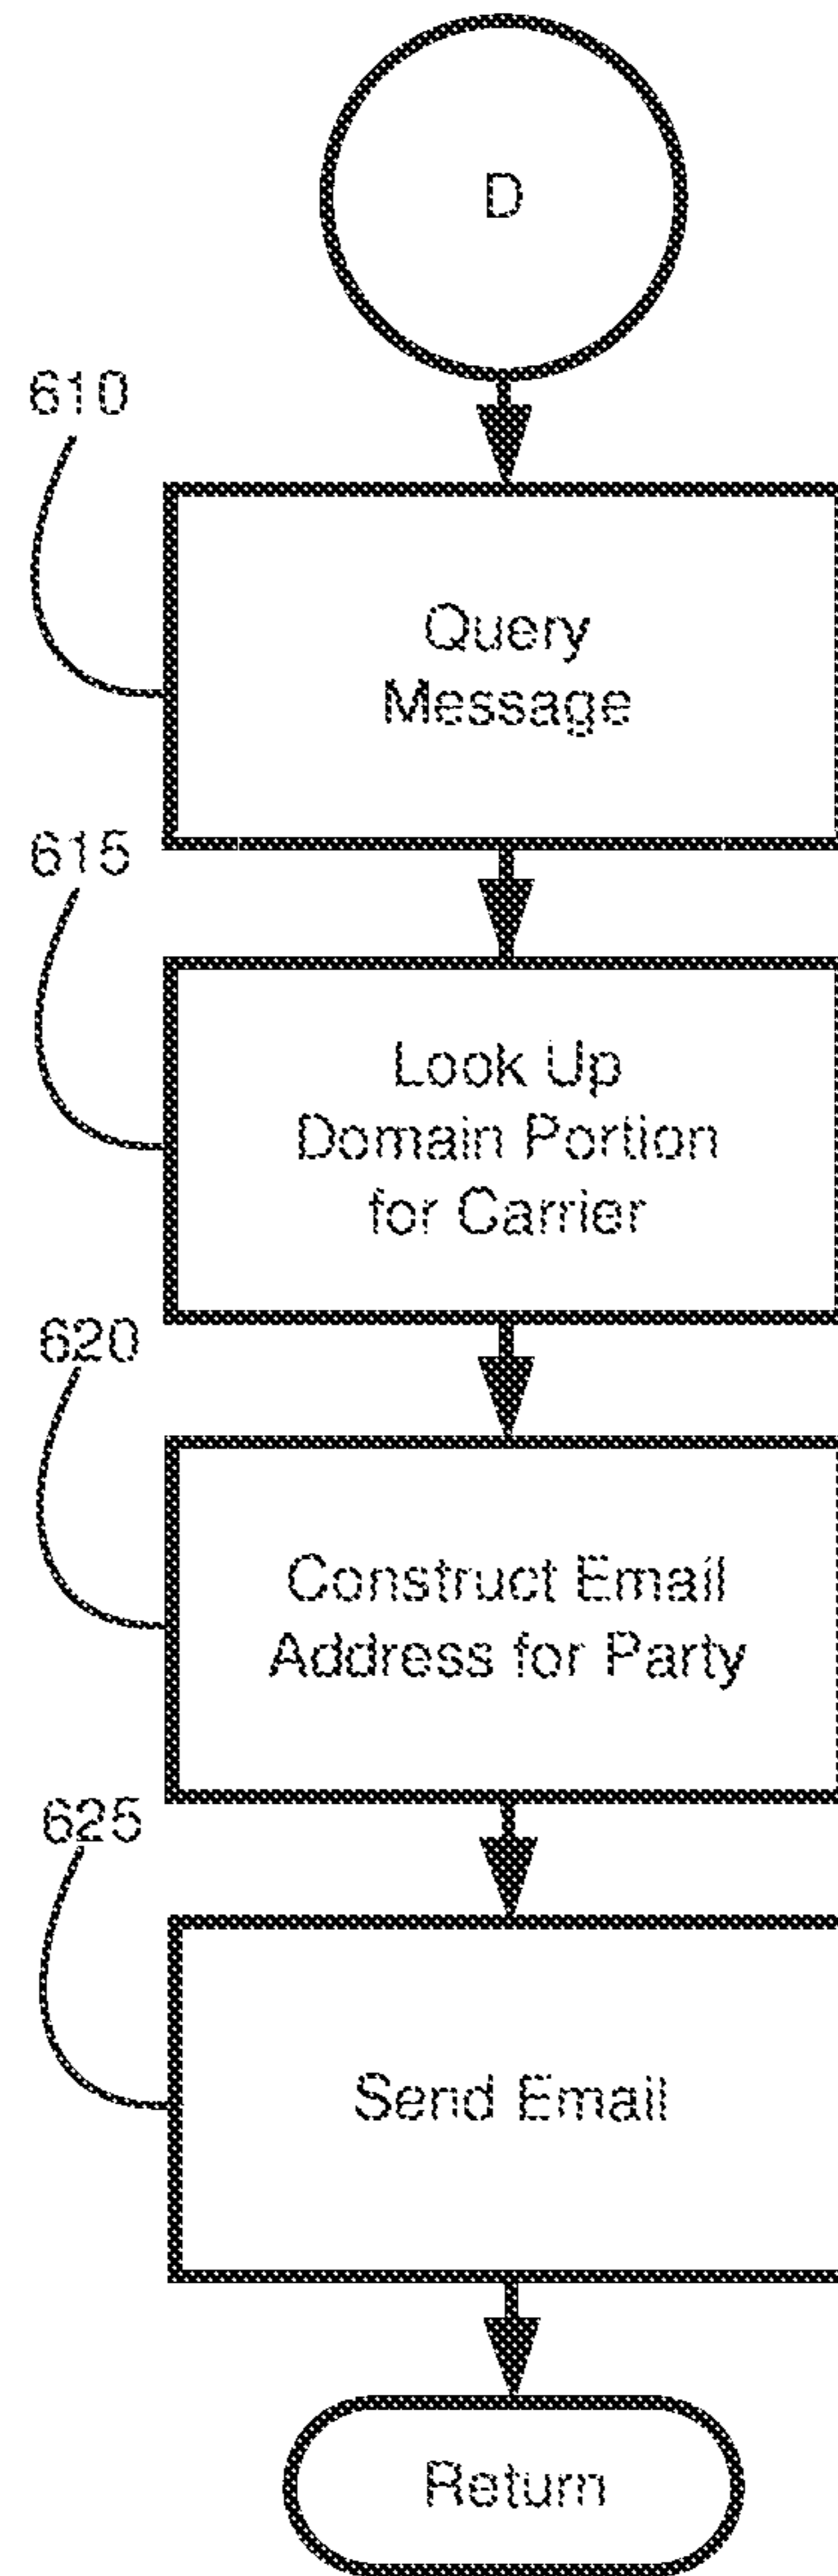 D
610
Query
Message
615
Look Up
Domain Portion
for Carrier
620
Construct Email
Address for Party
625
Send Email
Return